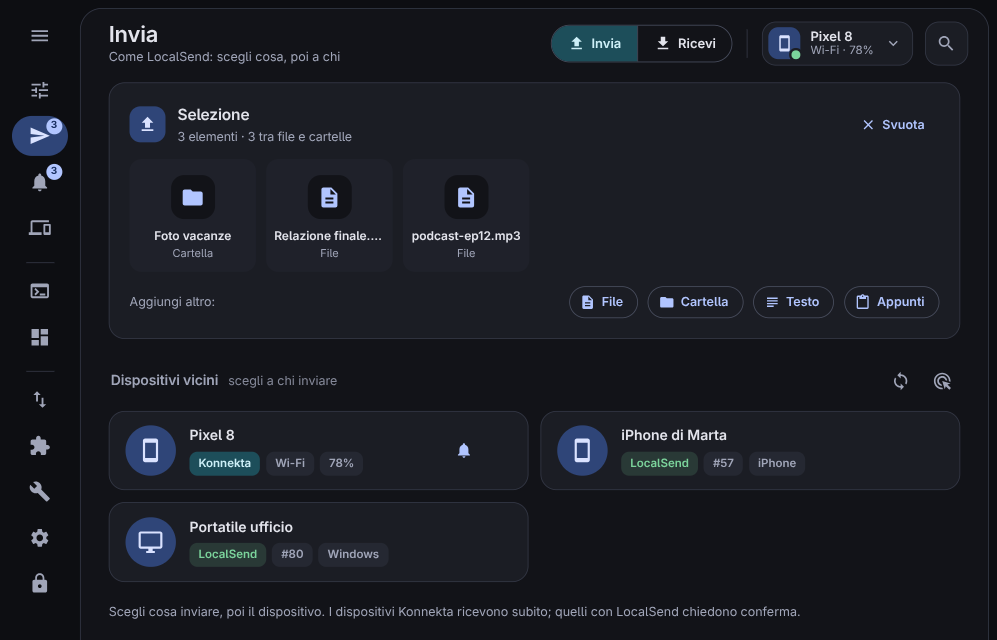 Invia
Come LocalSend: scegli cosa, poi a chi
Invia
Ricevi
Pixel 8
Wi-Fi · 78%
3
3
Selezione
3 elementi · 3 tra file e cartelle
Svuota
Foto vacanze
Cartella
Relazione finale....
File
podcast-ep12.mp3
File
Aggiungi altro:
File
Cartella
Testo
Appunti
Dispositivi vicini scegli a chi inviare
Pixel 8
Konnekta Wi-Fi 78%
iPhone di Marta
LocalSend #57 iPhone
Portatile ufficio
LocalSend #80 Windows
Scegli cosa inviare, poi il dispositivo. I dispositivi Konnekta ricevono subito; quelli con LocalSend chiedono conferma.